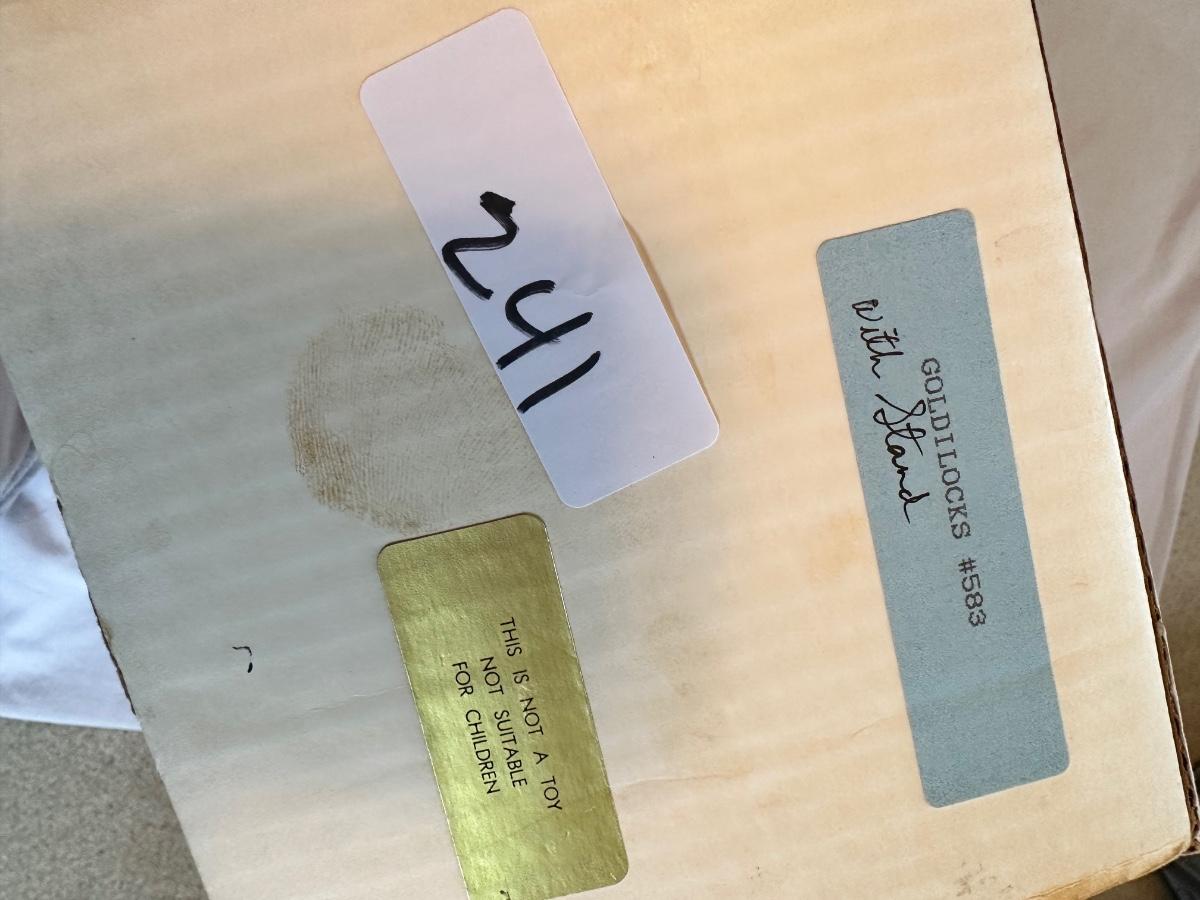 GOLDILOCKS #583
with Stand
241
THIS IS NOT A TOY
NOT SUITABLE
FOR CHILDREN